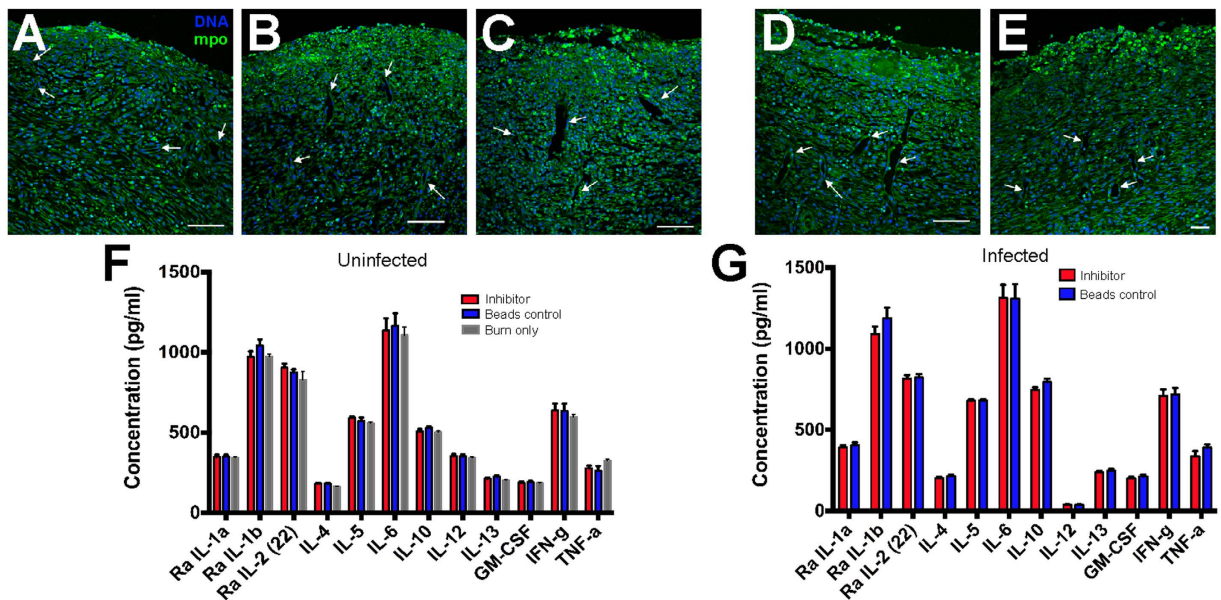 A
DNA
mpo
B
C
D
E
F
Uninfected
Concentration (pg/ml)
1500
1000
500
0
Inhibitor
Beads control
Burn only
Ra IL-1a
Ra IL-1b
Ra IL-2 (22)
IL-4
IL-5
IL-6
IL-10
IL-12
IL-13
GM-CSF
IFN-g
TNF-a
G
Infected
Concentration (pg/ml)
1500
1000
500
0
Inhibitor
Beads control
Ra IL-1a
Ra IL-1b
Ra IL-2 (22)
IL-4
IL-5
IL-6
IL-10
IL-12
IL-13
GM-CSF
IFN-g
TNF-a